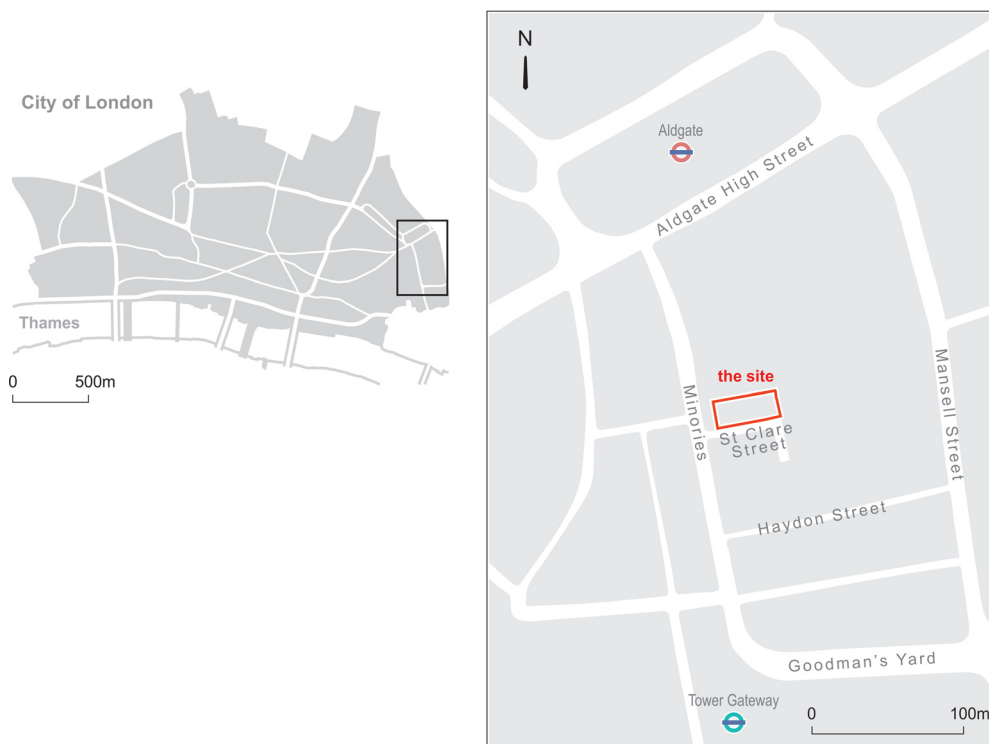 City of London
Thames
0 500m
N
Aldgate
Aldgate High Street
the site
Minories
St Clare
Street
Mansell Street
Haydon Street
Goodman's Yard
Tower Gateway
0 100m